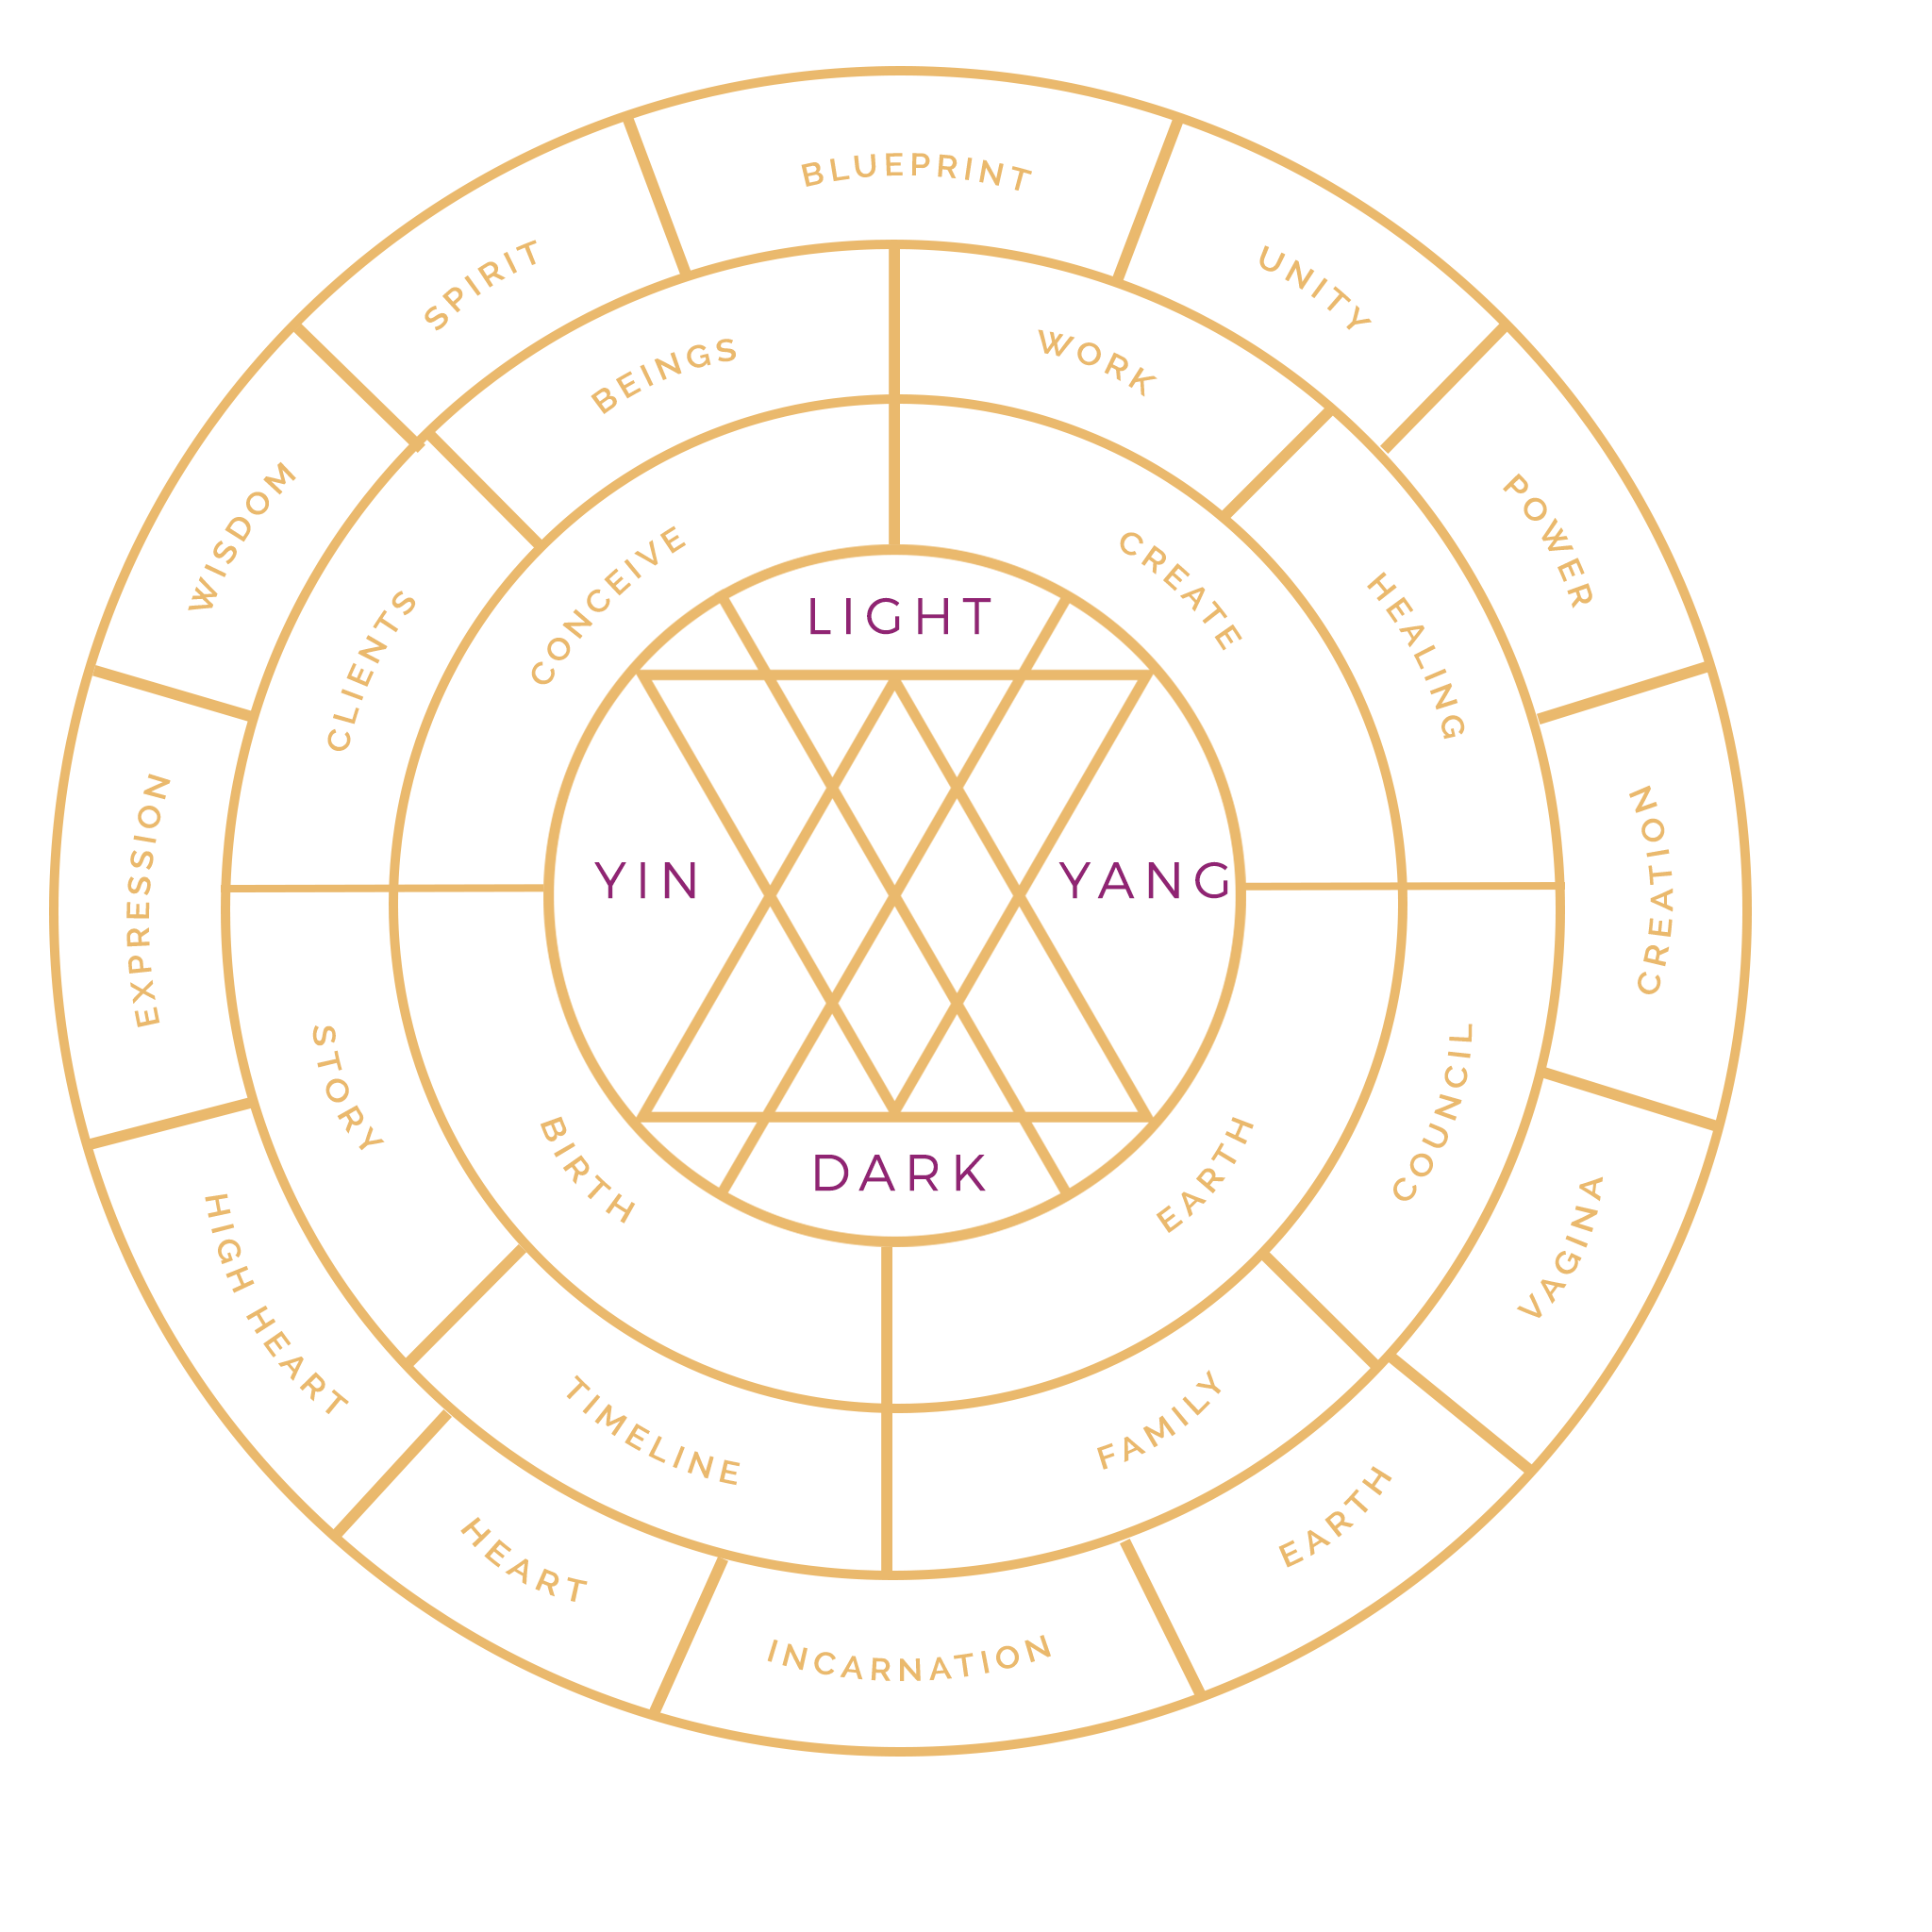 BLUEPRINT
UNITY
POWER
CREATION
VAGINA
EARTH
INCARNATION
HEART
HIGH HEART
EXPRESSION
WISDOM
SPIRIT
BEINGS
WORK
HEALING
COUNCIL
FAMILY
TIMELINE
STORY
CLIENTS
CONCEIVE
CREATE
EARTH
BIRTH
LIGHT
YIN
YANG
DARK